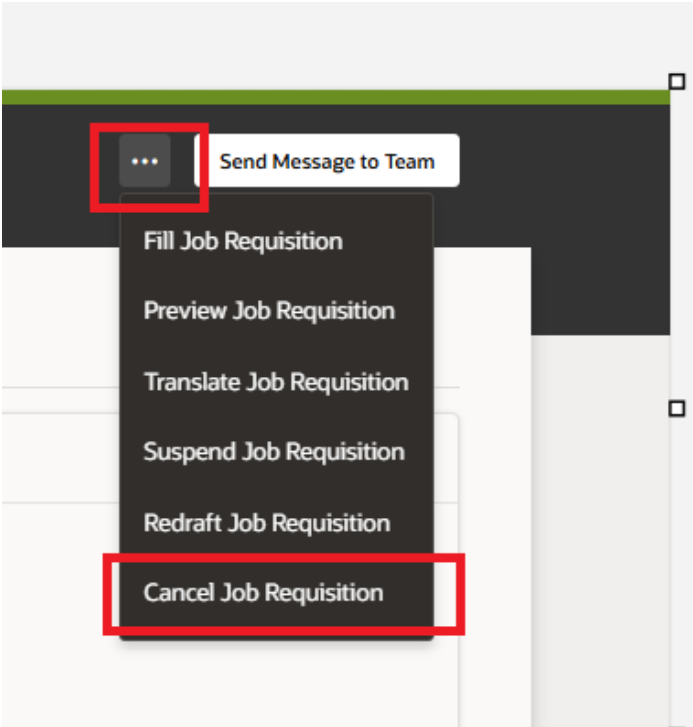 ... Send Message to Team
Fill Job Requisition
Preview Job Requisition
Translate Job Requisition
Suspend Job Requisition
Redraft Job Requisition
Cancel Job Requisition